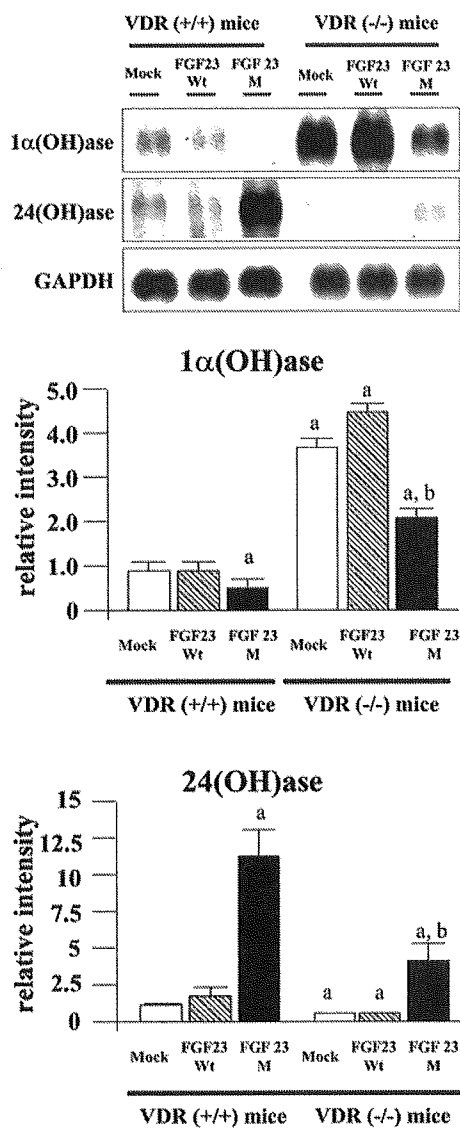 VDR (+/+) mice VDR (-/-) mice
Mock FGF23 Wt FGF 23 M Mock FGF23 Wt FGF 23 M
1α(OH)ase
24(OH)ase
GAPDH
1α(OH)ase
relative intensity
5.0
4.0
3.0
2.0
1.0
0
a
a
a
a, b
Mock FGF23 Wt FGF 23 M Mock FGF23 Wt FGF 23 M
VDR (+/+) mice VDR (-/-) mice
24(OH)ase
relative intensity
15
12.5
10
7.5
5
2.5
0
a
a
a
a, b
Mock FGF23 Wt FGF 23 M Mock FGF23 Wt FGF 23 M
VDR (+/+) mice VDR (-/-) mice